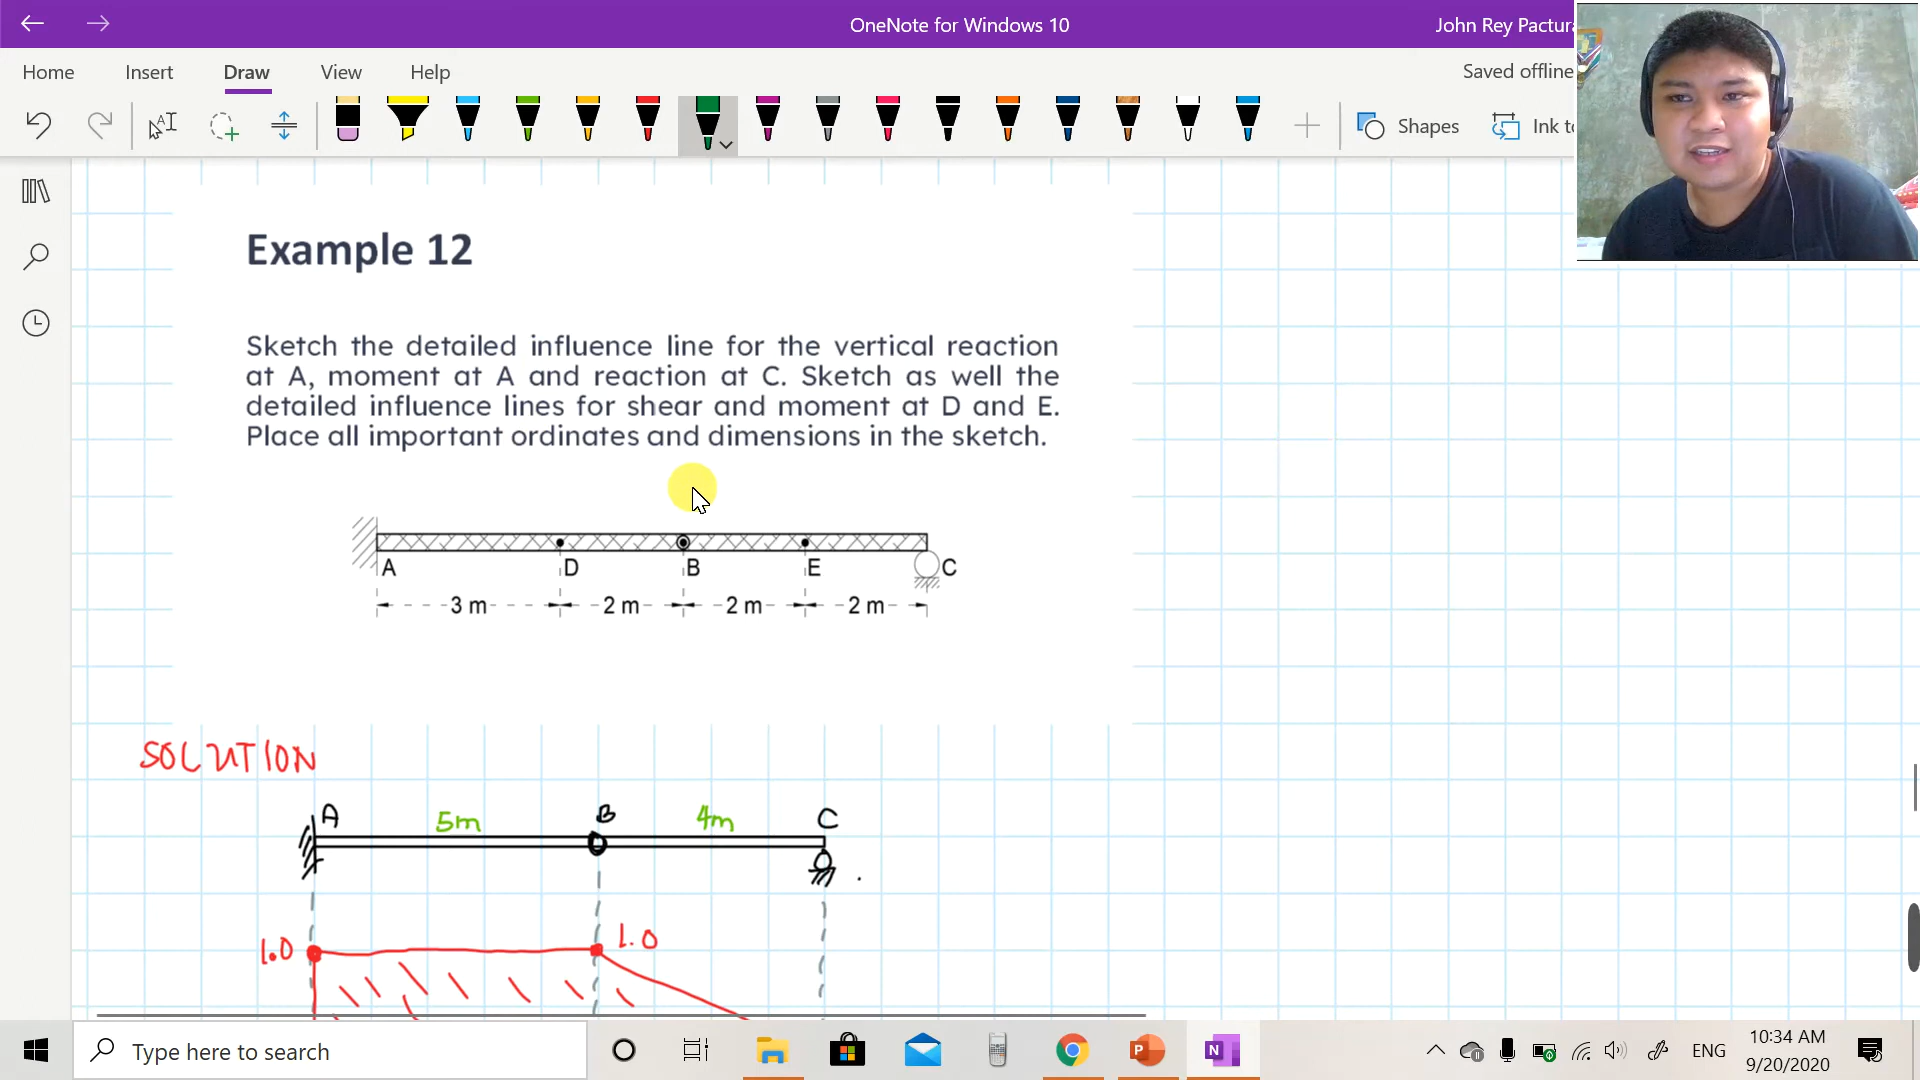 OneNote for Windows 10
John Rey Pactura
Home Insert Draw View Help
Saved offline
Shapes
Ink to
Example 12
Sketch the detailed influence line for the vertical reaction
at A, moment at A and reaction at C. Sketch as well the
detailed influence lines for shear and moment at D and E.
Place all important ordinates and dimensions in the sketch.
A D B E C
3 m 2 m 2 m 2 m
SOLUTION
A 5m B 4m C
1.0 1.0
Type here to search
ENG
10:34 AM
9/20/2020